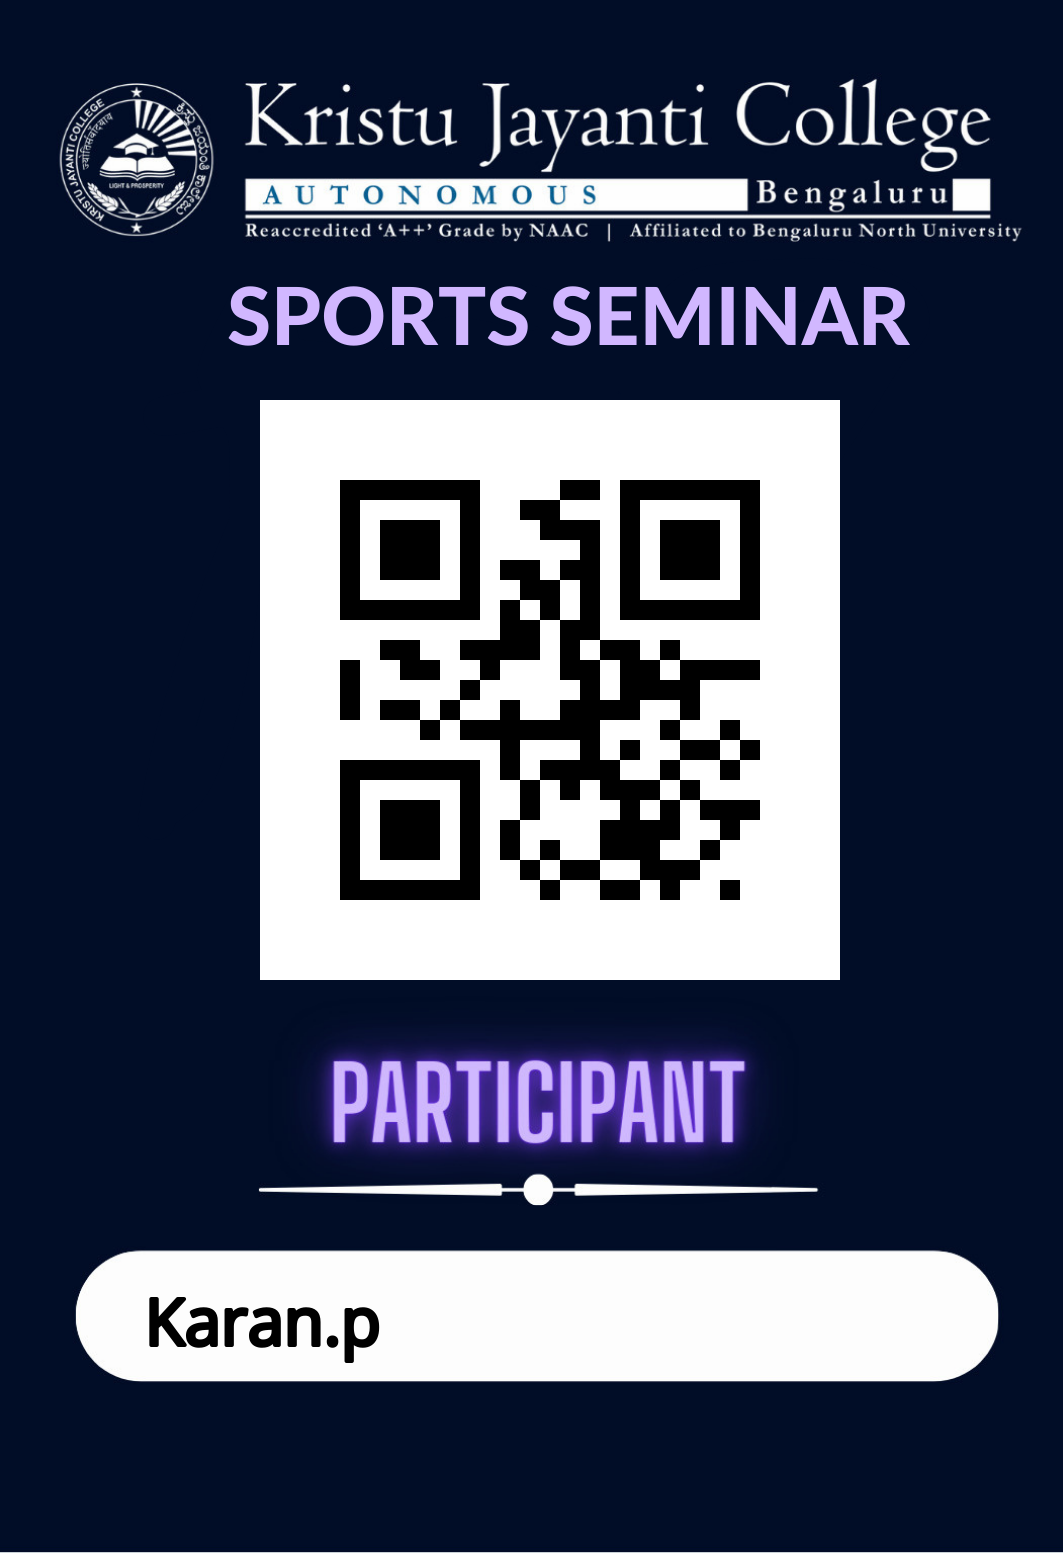 Kristu Jayanti College
AUTONOMOUS Bengaluru
Reaccredited ‘A++’ Grade by NAAC | Affiliated to Bengaluru North University
KRISTU JAYANTI COLLEGE
LIGHT & PROSPERITY
SPORTS SEMINAR
PARTICIPANT
Karan.p